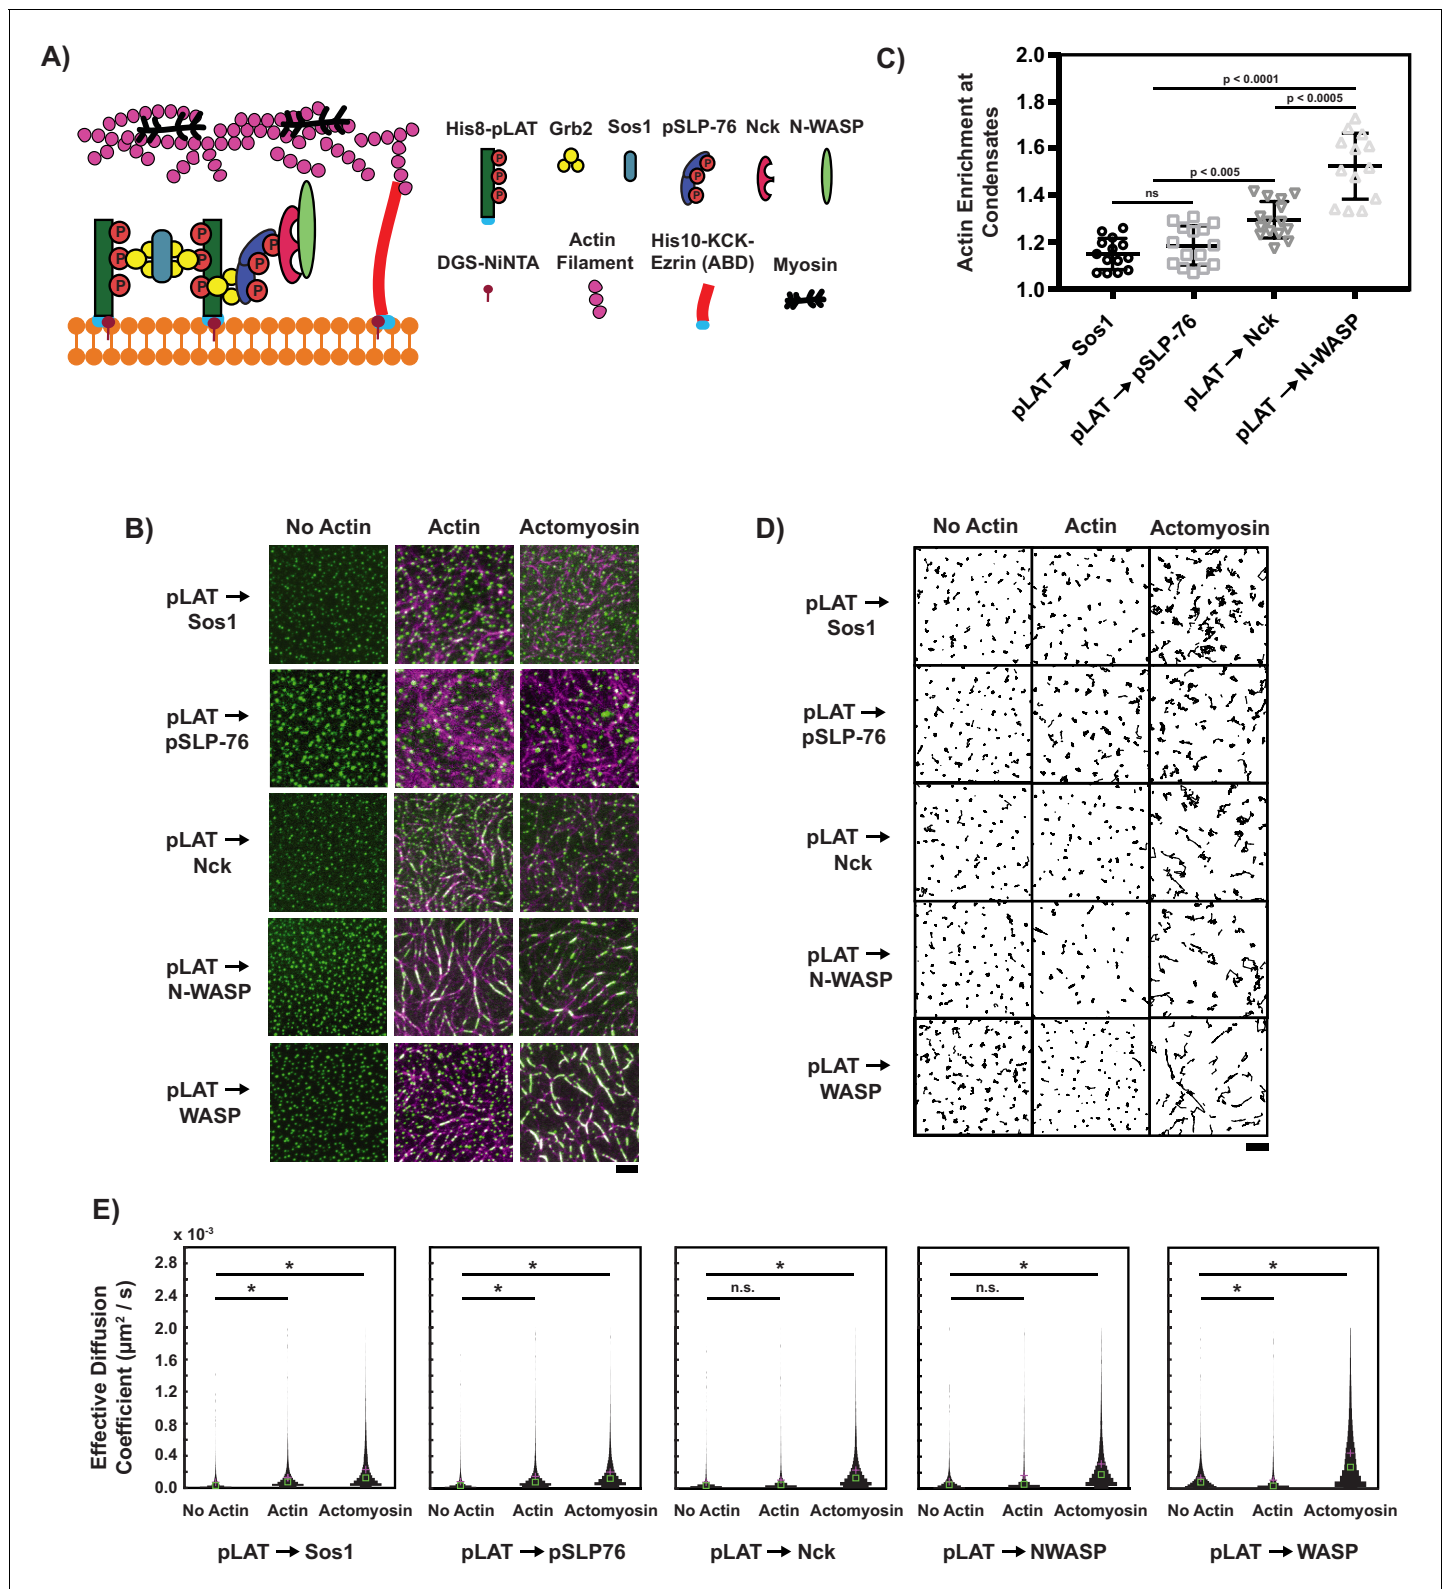 A)
His8-pLAT Grb2 Sos1 pSLP-76 Nck N-WASP
P P P P P P P P P
P P P P P P
DGS-NiNTA Actin Filament His10-KCK-Ezrin (ABD) Myosin
C)
Actin Enrichment at
Condensates
2.0
1.8
1.6
1.4
1.2
1.0
p < 0.0001
p < 0.0005
p < 0.005
ns
pLAT → Sos1
pLAT → pSLP-76
pLAT → Nck
pLAT → N-WASP
B)
No Actin Actin Actomyosin
pLAT →
Sos1
pLAT →
pSLP-76
pLAT →
Nck
pLAT →
N-WASP
pLAT →
WASP
D)
No Actin Actin Actomyosin
pLAT →
Sos1
pLAT →
pSLP-76
pLAT →
Nck
pLAT →
N-WASP
pLAT →
WASP
E)
x 10-3
Effective Diffusion
Coefficient (µm² / s)
2.8
2.4
2.0
1.6
1.2
0.8
0.4
0.0
* *
* *
* n.s.
* n.s.
* *
No Actin Actin Actomyosin
No Actin Actin Actomyosin
No Actin Actin Actomyosin
No Actin Actin Actomyosin
No Actin Actin Actomyosin
pLAT → Sos1
pLAT → pSLP76
pLAT → Nck
pLAT → NWASP
pLAT → WASP